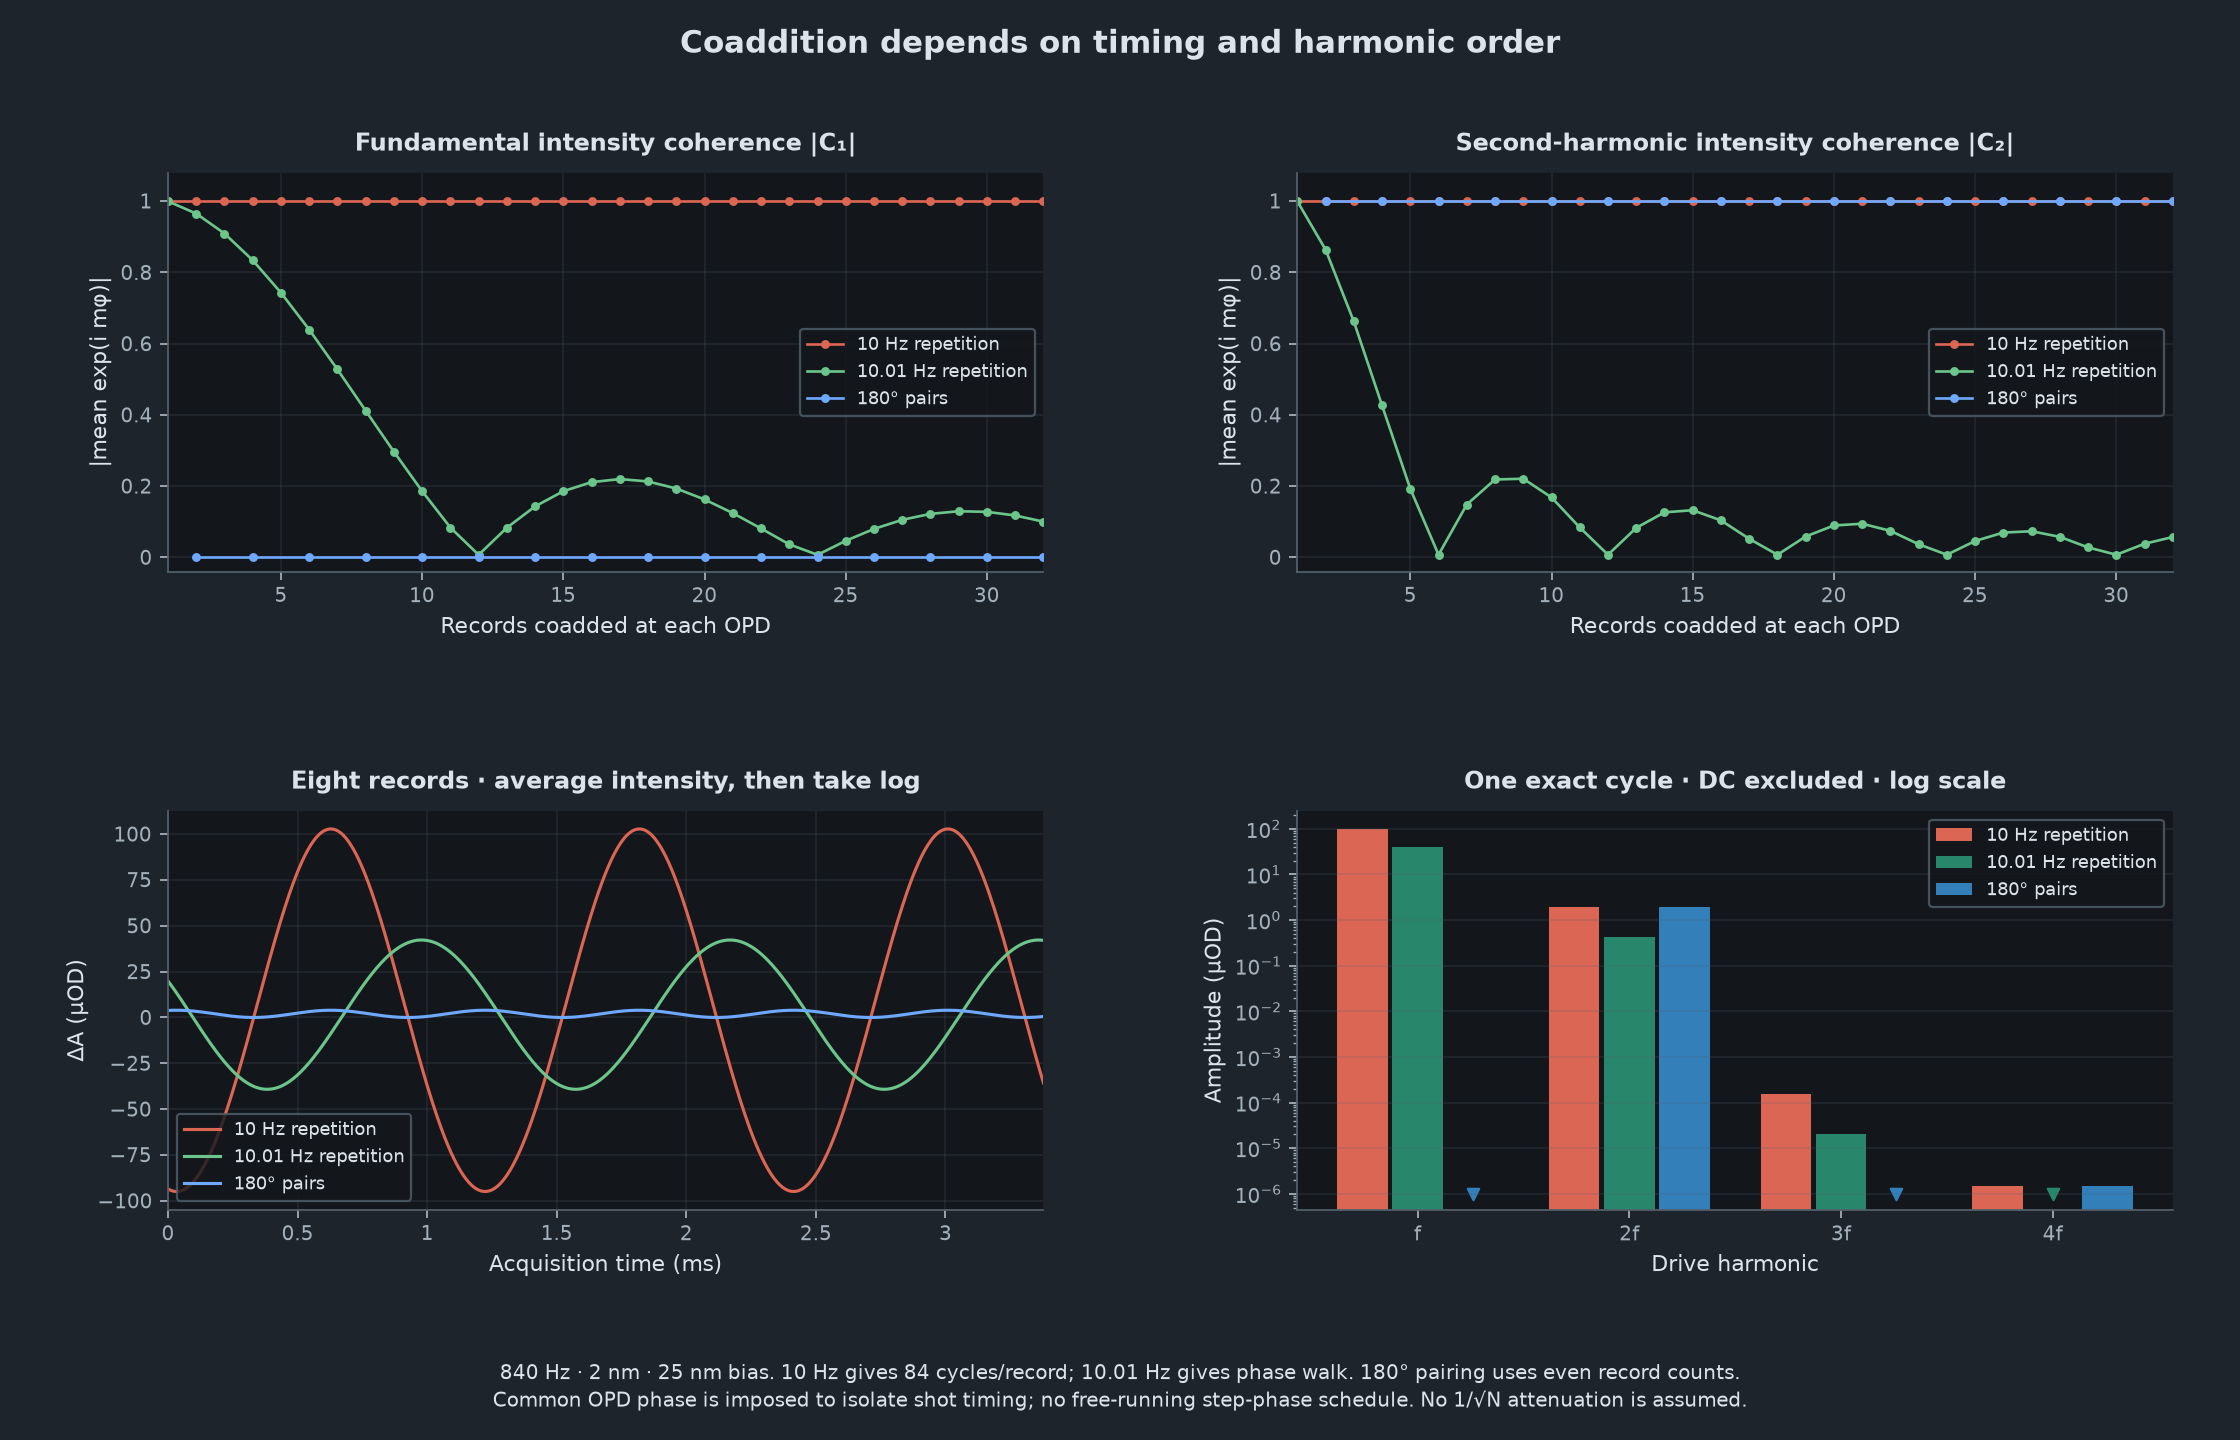 Coaddition depends on timing and harmonic order
Fundamental intensity coherence |C₁|
|mean exp(i mφ)|
1
0.8
0.6
0.4
0.2
0
10 Hz repetition
10.01 Hz repetition
180° pairs
5
10
15
20
25
30
Records coadded at each OPD
Second-harmonic intensity coherence |C₂|
|mean exp(i mφ)|
1
0.8
0.6
0.4
0.2
0
10 Hz repetition
10.01 Hz repetition
180° pairs
5
10
15
20
25
30
Records coadded at each OPD
Eight records · average intensity, then take log
ΔA (μOD)
100
75
50
25
0
−25
−50
−75
−100
10 Hz repetition
10.01 Hz repetition
180° pairs
0
0.5
1
1.5
2
2.5
3
Acquisition time (ms)
One exact cycle · DC excluded · log scale
Amplitude (μOD)
10²
10¹
10⁰
10⁻¹
10⁻²
10⁻³
10⁻⁴
10⁻⁵
10⁻⁶
10 Hz repetition
10.01 Hz repetition
180° pairs
f
2f
3f
4f
Drive harmonic
840 Hz · 2 nm · 25 nm bias. 10 Hz gives 84 cycles/record; 10.01 Hz gives phase walk. 180° pairing uses even record counts.
Common OPD phase is imposed to isolate shot timing; no free-running step-phase schedule. No 1/√N attenuation is assumed.